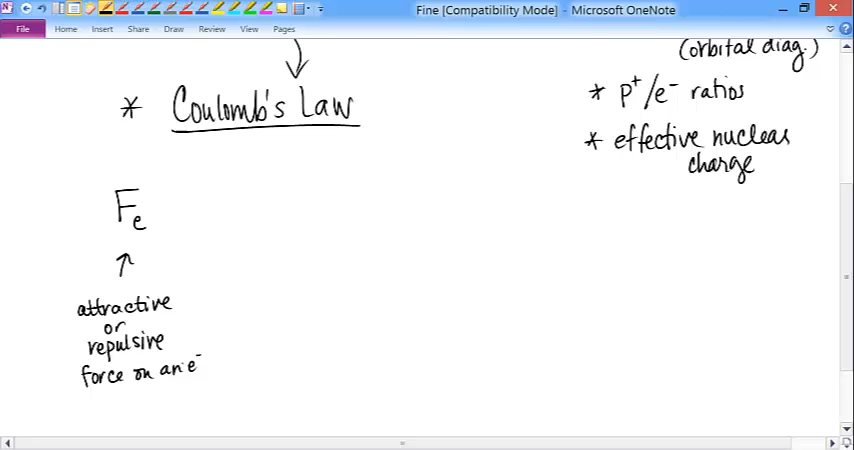 Fine [Compatibility Mode] - Microsoft OneNote
File Home Insert Share Draw Review View Pages
(orbital diag.)
* Coulomb's Law
* p⁺/e⁻ ratios
* effective nuclear
charge
Fe
↑
attractive
or
repulsive
force on an e⁻